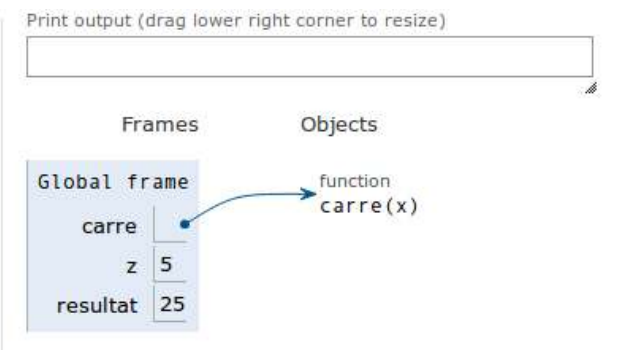 Print output (drag lower right corner to resize)
Frames Objects
Global frame
function
carre(x)
carre
z 5
resultat 25